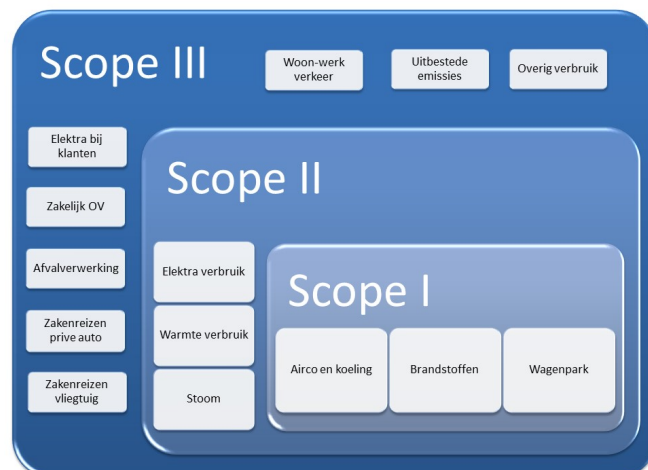 Scope III
Woon-werk
verkeer
Uitbestede
emissies
Overig verbruik
Elektra bij
klanten
Zakelijk OV
Afvalverwerking
Zakenreizen
prive auto
Zakenreizen
vliegtuig
Scope II
Elektra verbruik
Warmte verbruik
Stoom
Scope I
Airco en koeling
Brandstoffen
Wagenpark